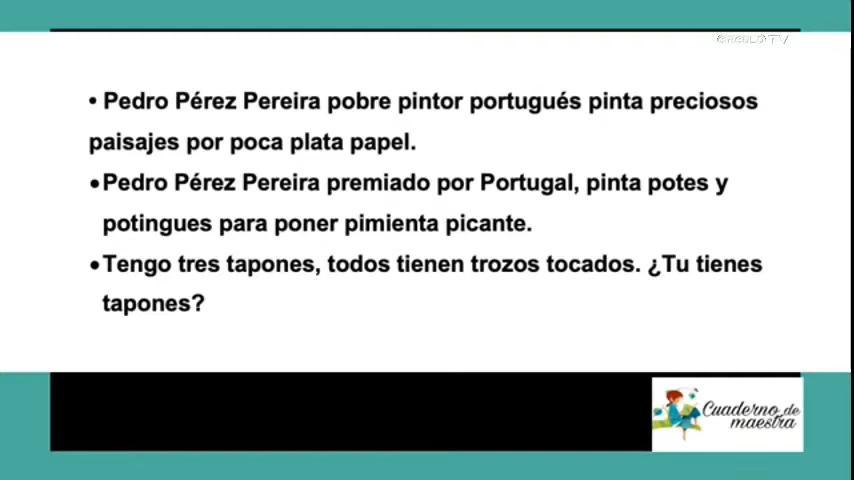 CÍRCULO TV
• Pedro Pérez Pereira pobre pintor portugués pinta preciosos
paisajes por poca plata papel.
•Pedro Pérez Pereira premiado por Portugal, pinta potes y
potingues para poner pimienta picante.
•Tengo tres tapones, todos tienen trozos tocados. ¿Tu tienes
tapones?
Cuaderno de
maestra